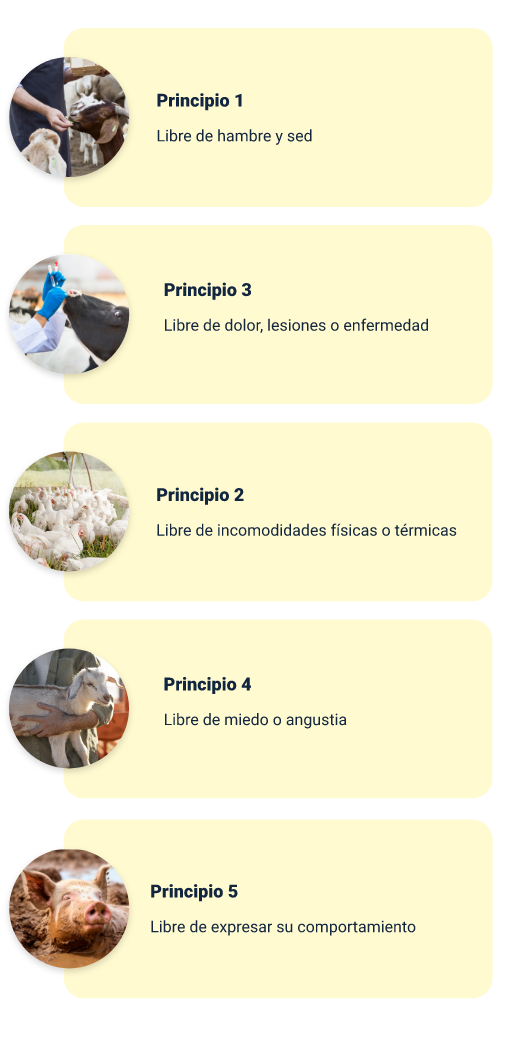 Principio 1
Libre de hambre y sed
Principio 3
Libre de dolor, lesiones o enfermedad
Principio 2
Libre de incomodidades físicas o térmicas
Principio 4
Libre de miedo o angustia
Principio 5
Libre de expresar su comportamiento